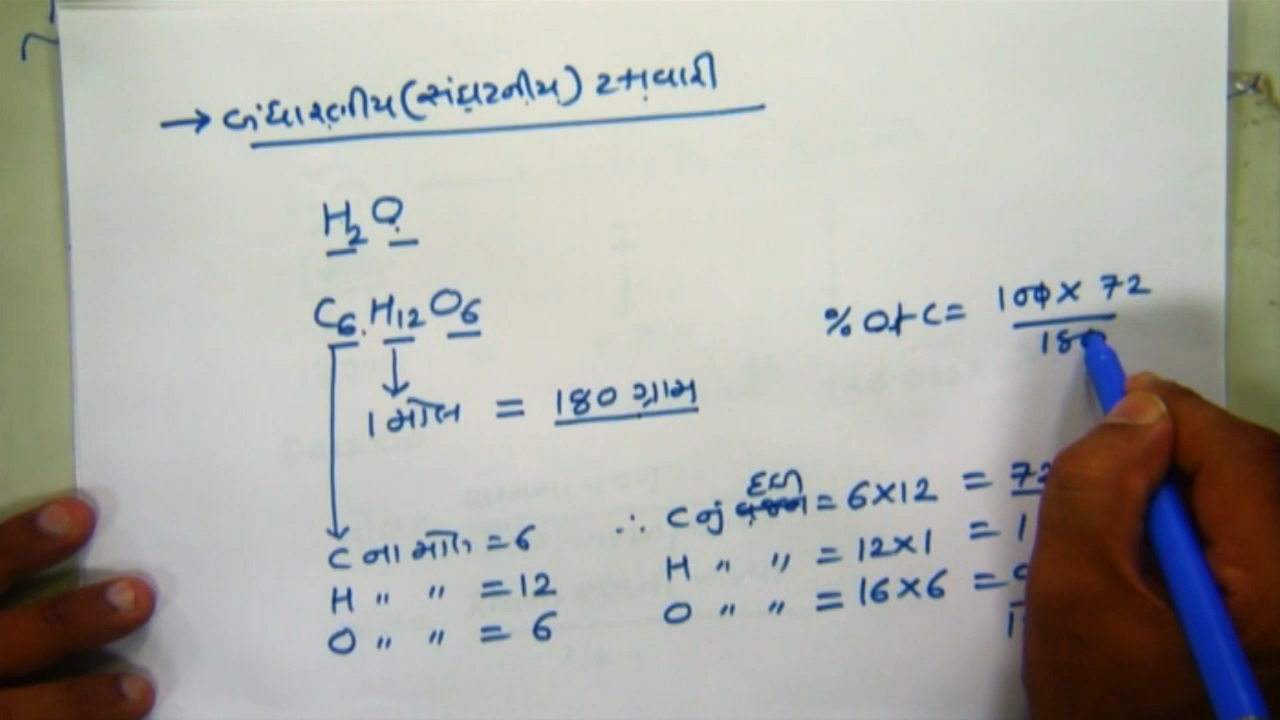 → બંધારણીય (સંઘટનીય) સમઘાતી
H₂O
C₆H₁₂O₆
1 મોલ = 180 ગ્રામ
% of C = 100 × 72
180
C ના મોલ = 6
H " " = 12
O " " = 6
∴ C નું દળ = 6×12 = 72
H " " = 12×1 = 1
O " " = 16×6 =